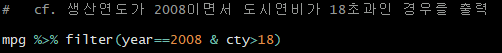 #   cf. 생산연도가 2008이면서 도시연비가 18초과인 경우를 출력
mpg %>% filter(year==2008 & cty>18)